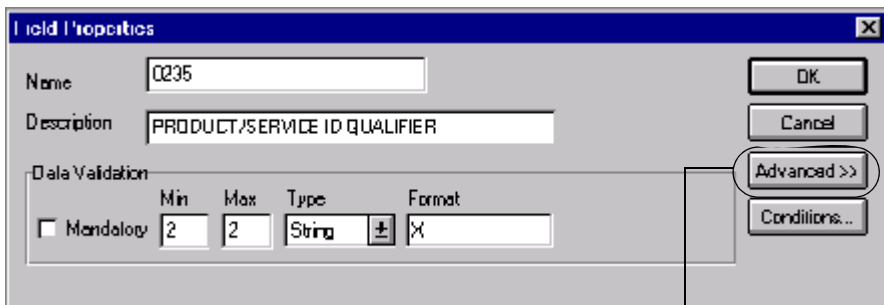 Field Properties
Name 0235 OK
Description PRODUCT/SERVICE ID QUALIFIER Cancel
Data Validation Advanced >>
Min Max Type Format
Mandatory 2 2 String X Conditions...